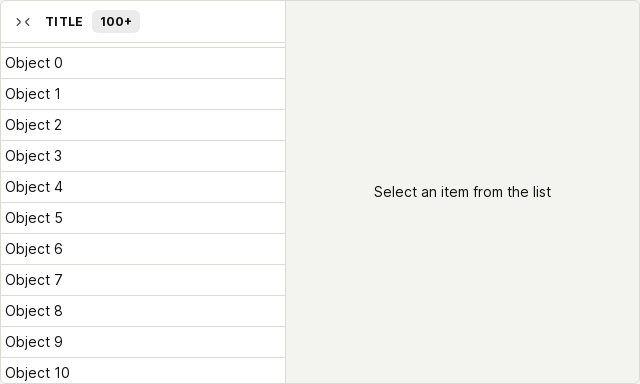 TITLE 100+
Object 0
Object 1
Object 2
Object 3
Object 4
Object 5
Object 6
Object 7
Object 8
Object 9
Object 10
Select an item from the list